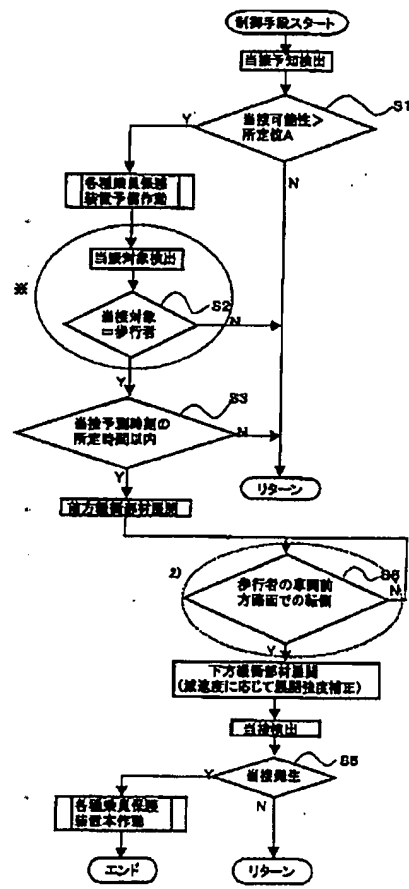 制御手段スタート
当接予知検出
S1
当接可能性＞
所定値A
Y
N
各種乗員保護
装置予備作動
当接対象検出
※
S2
当接対象
＝歩行者
N
Y
S3
当接予測時刻の
所定時間以内
N
Y
リターン
前方緩衝部材展開
2)
S6
歩行者の車両前
方路面での転倒
N
Y
下方緩衝部材展開
(減速度に応じて展開強度補正)
当接検出
S5
当接発生
Y
N
各種乗員保護
装置本作動
エンド
リターン